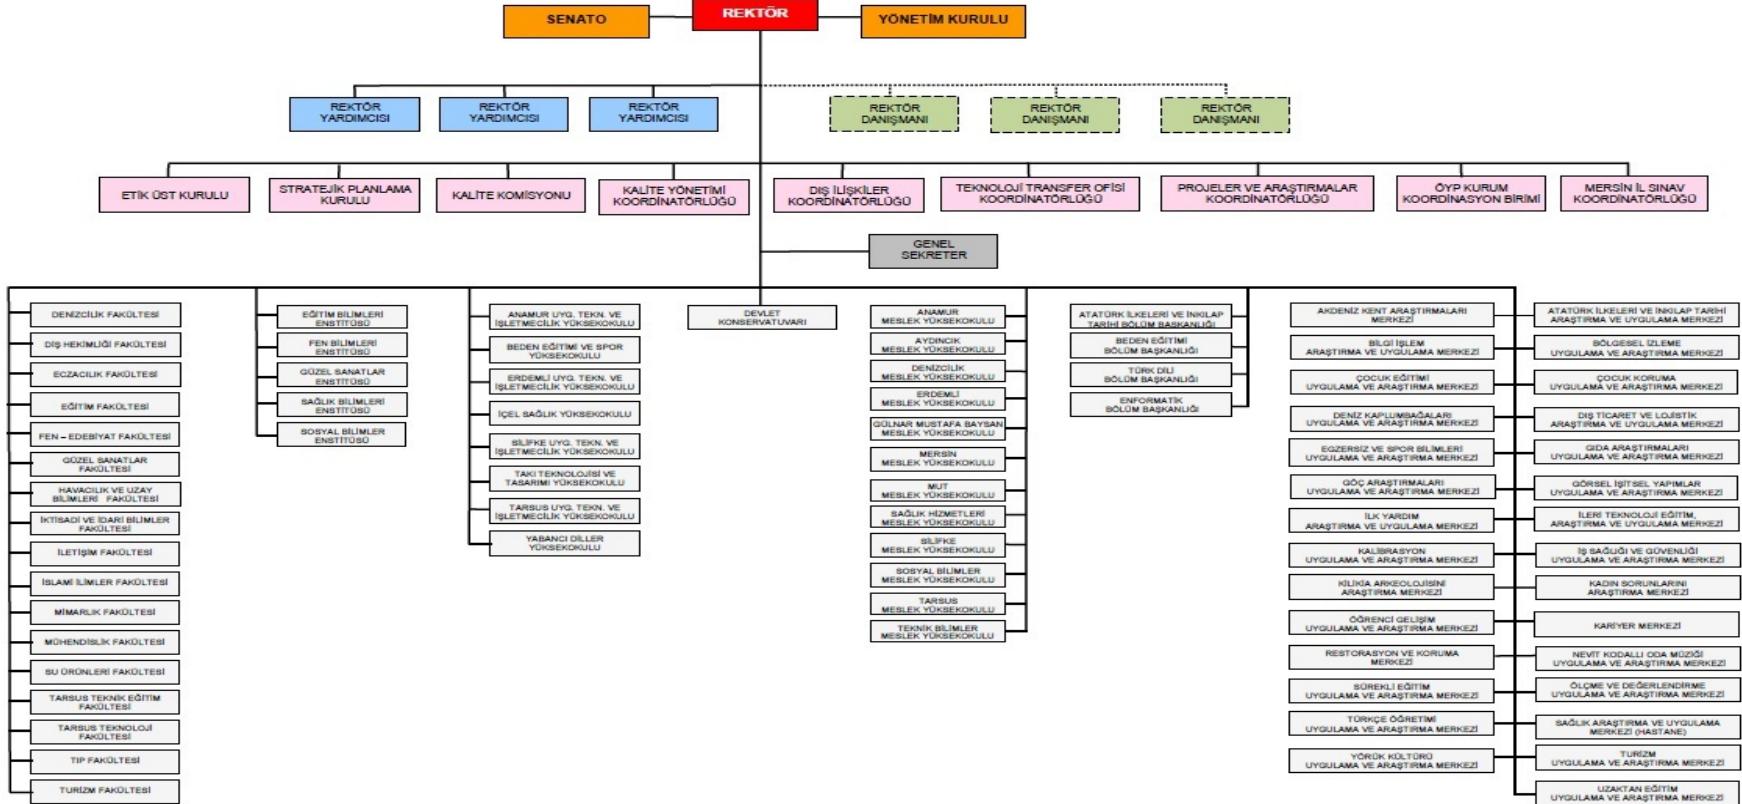 SENATO
REKTÖR
YÖNETİM KURULU
REKTÖR
YARDIMCISI
REKTÖR
YARDIMCISI
REKTÖR
YARDIMCISI
REKTÖR
DANIŞMANI
REKTÖR
DANIŞMANI
REKTÖR
DANIŞMANI
ETİK ÜST KURULU
STRATEJİK PLANLAMA
KURULU
KALİTE KOMİSYONU
KALİTE YÖNETİMİ
KOORDİNATÖRLÜĞÜ
DIŞ İLİŞKİLER
KOORDİNATÖRLÜĞÜ
TEKNOLOJİ TRANSFER OFİSİ
KOORDİNATÖRLÜĞÜ
PROJELER VE ARAŞTIRMALAR
KOORDİNATÖRLÜĞÜ
ÖYP KURUM
KOORDİNASYON BİRİMİ
MERSİN İL SINAV
KOORDİNATÖRLÜĞÜ
GENEL
SEKRETER
DENİZCİLİK FAKÜLTESİ
DİŞ HEKİMLİĞİ FAKÜLTESİ
ECZACILIK FAKÜLTESİ
EĞİTİM FAKÜLTESİ
FEN – EDEBİYAT FAKÜLTESİ
GÜZEL SANATLAR
FAKÜLTESİ
HAVACILIK VE UZAY
BİLİMLERİ FAKÜLTESİ
İKTİSADİ VE İDARİ BİLİMLER
FAKÜLTESİ
İLETİŞİM FAKÜLTESİ
İSLAMİ İLİMLER FAKÜLTESİ
MİMARLIK FAKÜLTESİ
MÜHENDİSLİK FAKÜLTESİ
SU ÜRÜNLERİ FAKÜLTESİ
TARSUS TEKNİK EĞİTİM
FAKÜLTESİ
TARSUS TEKNOLOJİ
FAKÜLTESİ
TIP FAKÜLTESİ
TURİZM FAKÜLTESİ
EĞİTİM BİLİMLERİ
ENSTİTÜSÜ
FEN BİLİMLERİ
ENSTİTÜSÜ
GÜZEL SANATLAR
ENSTİTÜSÜ
SAĞLIK BİLİMLERİ
ENSTİTÜSÜ
SOSYAL BİLİMLER
ENSTİTÜSÜ
ANAMUR UYG. TEKN. VE
İŞLETMECİLİK YÜKSEKOKULU
BEDEN EĞİTİMİ VE SPOR
YÜKSEKOKULU
ERDEMLİ UYG. TEKN. VE
İŞLETMECİLİK YÜKSEKOKULU
İÇEL SAĞLIK YÜKSEKOKULU
SİLİFKE UYG. TEKN. VE
İŞLETMECİLİK YÜKSEKOKULU
TAKI TEKNOLOJİSİ VE
TASARIMI YÜKSEKOKULU
TARSUS UYG. TEKN. VE
İŞLETMECİLİK YÜKSEKOKULU
YABANCI DİLLER
YÜKSEKOKULU
DEVLET
KONSERVATUVARI
ANAMUR
MESLEK YÜKSEKOKULU
AYDINCIK
MESLEK YÜKSEKOKULU
DENİZCİLİK
MESLEK YÜKSEKOKULU
ERDEMLİ
MESLEK YÜKSEKOKULU
GÜLNAR MUSTAFA BAYSAN
MESLEK YÜKSEKOKULU
MERSİN
MESLEK YÜKSEKOKULU
MUT
MESLEK YÜKSEKOKULU
SAĞLIK HİZMETLERİ
MESLEK YÜKSEKOKULU
SİLİFKE
MESLEK YÜKSEKOKULU
SOSYAL BİLİMLER
MESLEK YÜKSEKOKULU
TARSUS
MESLEK YÜKSEKOKULU
TEKNİK BİLİMLER
MESLEK YÜKSEKOKULU
ATATÜRK İLKELERİ VE İNKILAP
TARİHİ BÖLÜM BAŞKANLIĞI
BEDEN EĞİTİMİ
BÖLÜM BAŞKANLIĞI
TÜRK DİLİ
BÖLÜM BAŞKANLIĞI
ENFORMATİK
BÖLÜM BAŞKANLIĞI
AKDENİZ KENT ARAŞTIRMALARI
MERKEZİ
BİLGİ İŞLEM
ARAŞTIRMA VE UYGULAMA MERKEZİ
ÇOCUK EĞİTİMİ
UYGULAMA VE ARAŞTIRMA MERKEZİ
DENİZ KAPLUMBAĞALARI
UYGULAMA VE ARAŞTIRMA MERKEZİ
EGZERSİZ VE SPOR BİLİMLERİ
UYGULAMA VE ARAŞTIRMA MERKEZİ
GÖÇ ARAŞTIRMALARI
UYGULAMA VE ARAŞTIRMA MERKEZİ
İLK YARDIM
ARAŞTIRMA VE UYGULAMA MERKEZİ
KALİBRASYON
UYGULAMA VE ARAŞTIRMA MERKEZİ
KİLİKİA ARKEOLOJİSİNİ
ARAŞTIRMA MERKEZİ
ÖĞRENCİ GELİŞİM
UYGULAMA VE ARAŞTIRMA MERKEZİ
RESTORASYON VE KORUMA
MERKEZİ
SÜREKLİ EĞİTİM
UYGULAMA VE ARAŞTIRMA MERKEZİ
TÜRKÇE ÖĞRETİMİ
UYGULAMA VE ARAŞTIRMA MERKEZİ
YÖRÜK KÜLTÜRÜ
UYGULAMA VE ARAŞTIRMA MERKEZİ
ATATÜRK İLKELERİ VE İNKILAP TARİHİ
ARAŞTIRMA VE UYGULAMA MERKEZİ
BÖLGESEL İZLEME
UYGULAMA VE ARAŞTIRMA MERKEZİ
ÇOCUK KORUMA
UYGULAMA VE ARAŞTIRMA MERKEZİ
DIŞ TİCARET VE LOJİSTİK
ARAŞTIRMA VE UYGULAMA MERKEZİ
GIDA ARAŞTIRMALARI
UYGULAMA VE ARAŞTIRMA MERKEZİ
GÖRSEL İŞİTSEL YAPIMLAR
UYGULAMA VE ARAŞTIRMA MERKEZİ
İLERİ TEKNOLOJİ EĞİTİM,
ARAŞTIRMA VE UYGULAMA MERKEZİ
İŞ SAĞLIĞI VE GÜVENLİĞİ
UYGULAMA VE ARAŞTIRMA MERKEZİ
KADIN SORUNLARINI
ARAŞTIRMA MERKEZİ
KARİYER MERKEZİ
NEVİT KODALLI ODA MÜZİĞİ
UYGULAMA VE ARAŞTIRMA MERKEZİ
ÖLÇME VE DEĞERLENDİRME
UYGULAMA VE ARAŞTIRMA MERKEZİ
SAĞLIK ARAŞTIRMA VE UYGULAMA
MERKEZİ (HASTANE)
TURİZM
UYGULAMA VE ARAŞTIRMA MERKEZİ
UZAKTAN EĞİTİM
UYGULAMA VE ARAŞTIRMA MERKEZİ